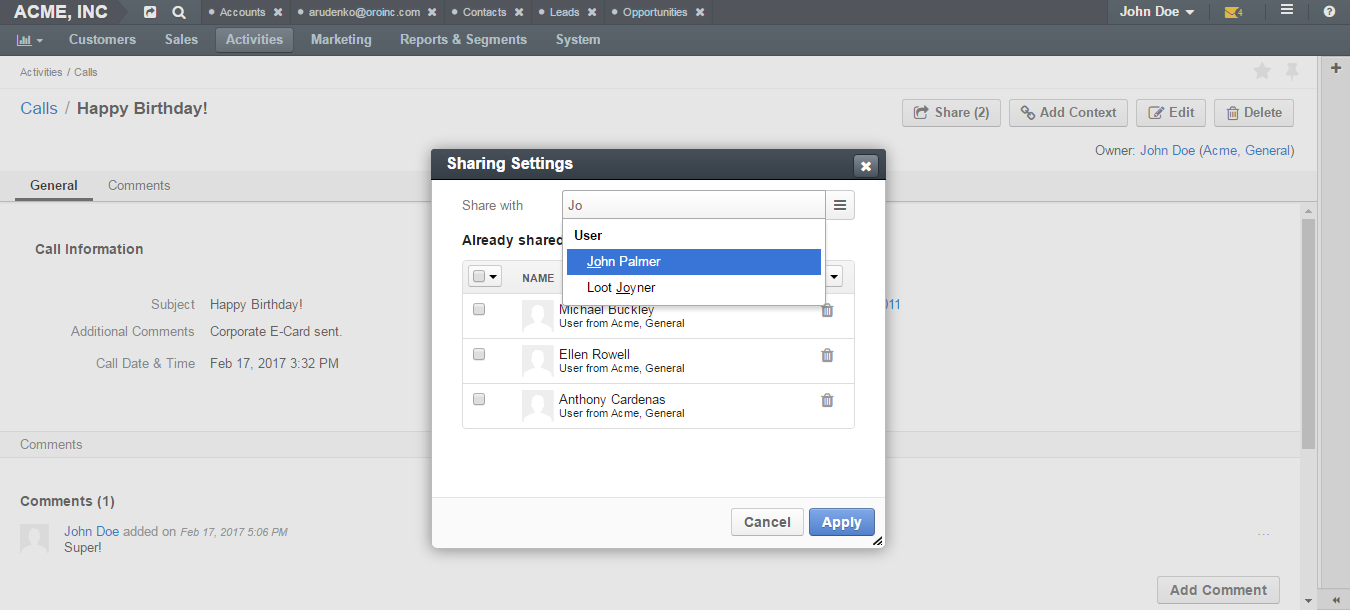 ACME, INC
Accounts
arudenko@oroinc.com
Contacts
Leads
Opportunities
John Doe
4
Customers
Sales
Activities
Marketing
Reports & Segments
System
Activities / Calls
Calls / Happy Birthday!
Share (2)
Add Context
Edit
Delete
Owner: John Doe (Acme, General)
General
Comments
Call Information
Subject Happy Birthday!
Additional Comments Corporate E-Card sent.
Call Date & Time Feb 17, 2017 3:32 PM
Comments
Comments (1)
John Doe added on Feb 17, 2017 5:06 PM
Super!
...
Add Comment
Sharing Settings
Share with Jo
User
John Palmer
Loot Joyner
Already shared
NAME
Michael Buckley
User from Acme, General
Ellen Rowell
User from Acme, General
Anthony Cardenas
User from Acme, General
Cancel
Apply